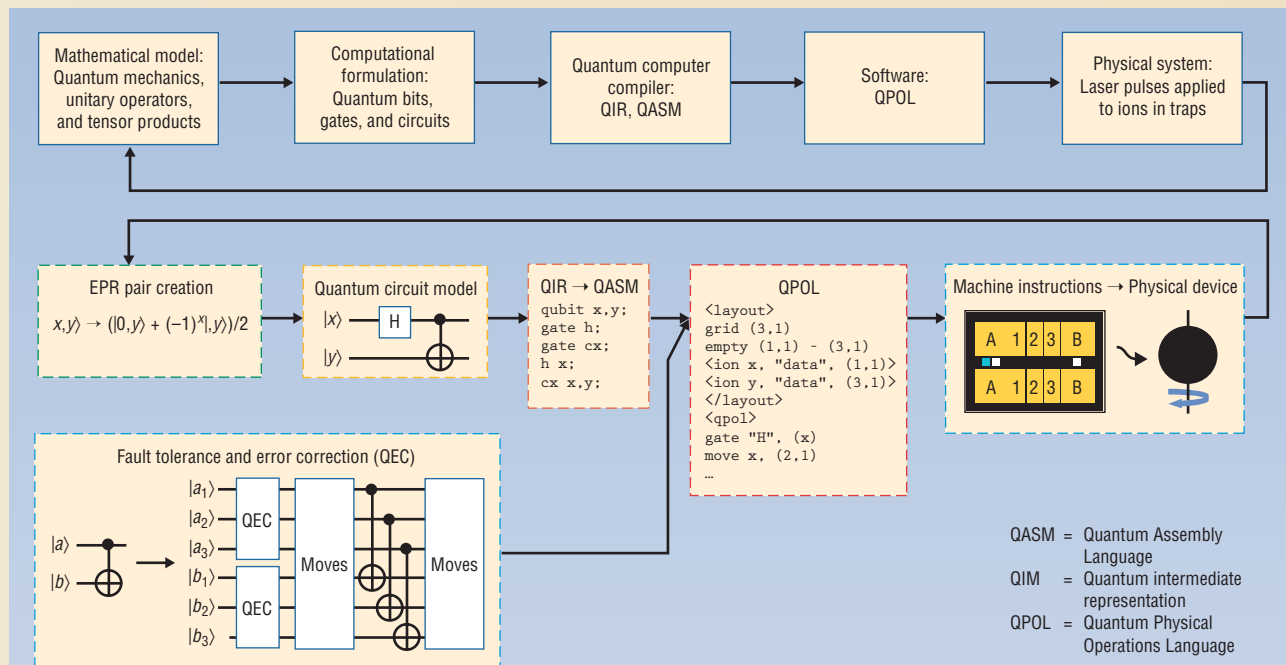 Mathematical model:
Quantum mechanics,
unitary operators,
and tensor products
Computational
formulation:
Quantum bits,
gates, and circuits
Quantum computer
compiler:
QIR, QASM
Software:
QPOL
Physical system:
Laser pulses applied
to ions in traps
EPR pair creation
x,y⟩ → (|0,y⟩ + (−1)ˣ|,y⟩)/2
Quantum circuit model
|x⟩
H
|y⟩
QIR → QASM
qubit x,y;
gate h;
gate cx;
h x;
cx x,y;
QPOL
<layout>
grid (3,1)
empty (1,1) - (3,1)
<ion x, "data", (1,1)>
<ion y, "data", (3,1)>
</layout>
<qpol>
gate "H", (x)
move x, (2,1)
…
Machine instructions → Physical device
A 1 2 3 B
A 1 2 3 B
Fault tolerance and error correction (QEC)
|a⟩
|b⟩
|a₁⟩
|a₂⟩
|a₃⟩
|b₁⟩
|b₂⟩
|b₃⟩
QEC
QEC
Moves
Moves
QASM = Quantum Assembly
Language
QIM = Quantum intermediate
representation
QPOL = Quantum Physical
Operations Language